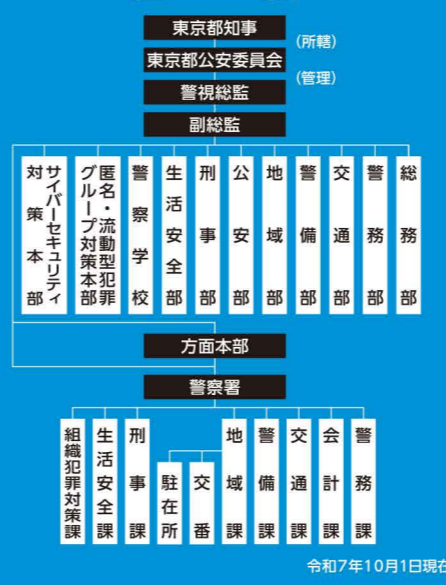 東京都知事
(所轄)
東京都公安委員会
(管理)
警視総監
副総監
総務部
警務部
交通部
警備部
地域部
公安部
刑事部
生活安全部
警察学校
匿名・流動型犯罪
グループ対策本部
サイバーセキュリティ
対策本部
方面本部
警察署
警務課
会計課
交通課
警備課
地域課
交番
駐在所
刑事課
生活安全課
組織犯罪対策課
令和7年10月1日現在